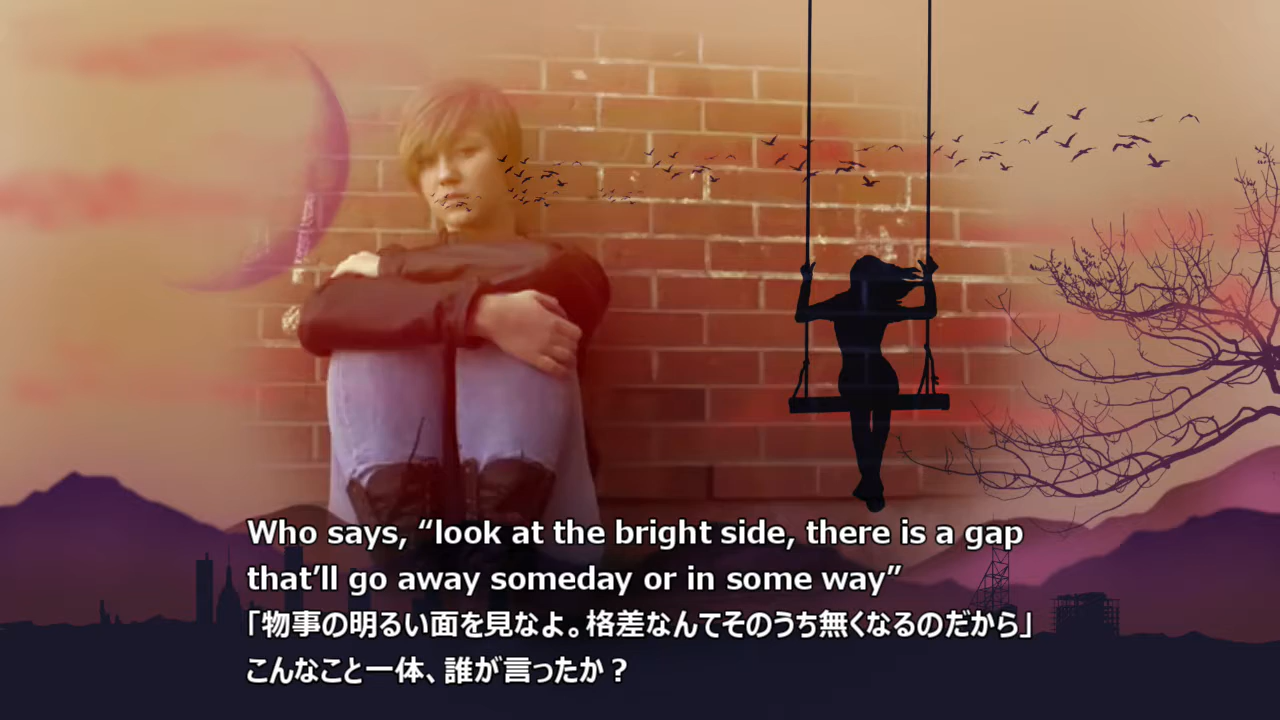 Who says, “look at the bright side, there is a gap
that’ll go away someday or in some way”
「物事の明るい面を見なよ。格差なんてそのうち無くなるのだから」
こんなこと一体、誰が言ったか？